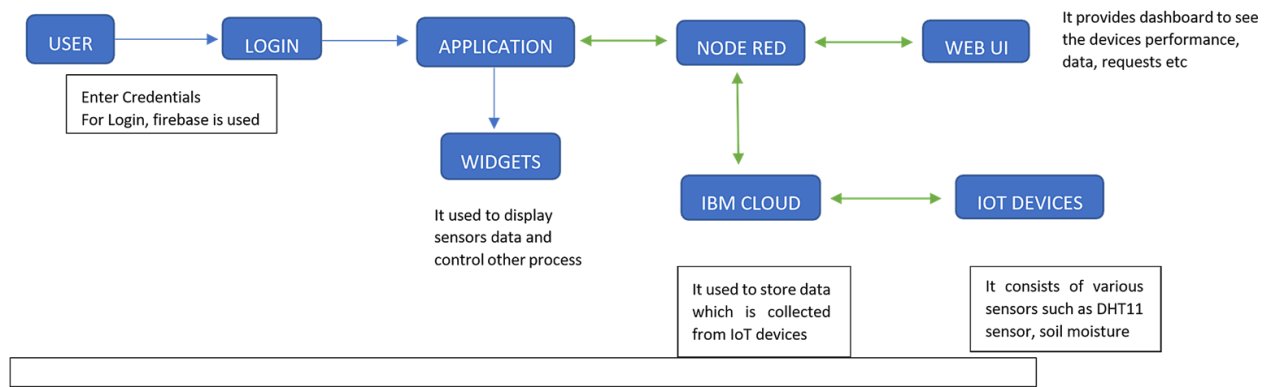 USER
LOGIN
APPLICATION
NODE RED
WEB UI
It provides dashboard to see
the devices performance,
data, requests etc
Enter Credentials
For Login, firebase is used
WIDGETS
It used to display
sensors data and
control other process
IBM CLOUD
IOT DEVICES
It used to store data
which is collected
from IoT devices
It consists of various
sensors such as DHT11
sensor, soil moisture